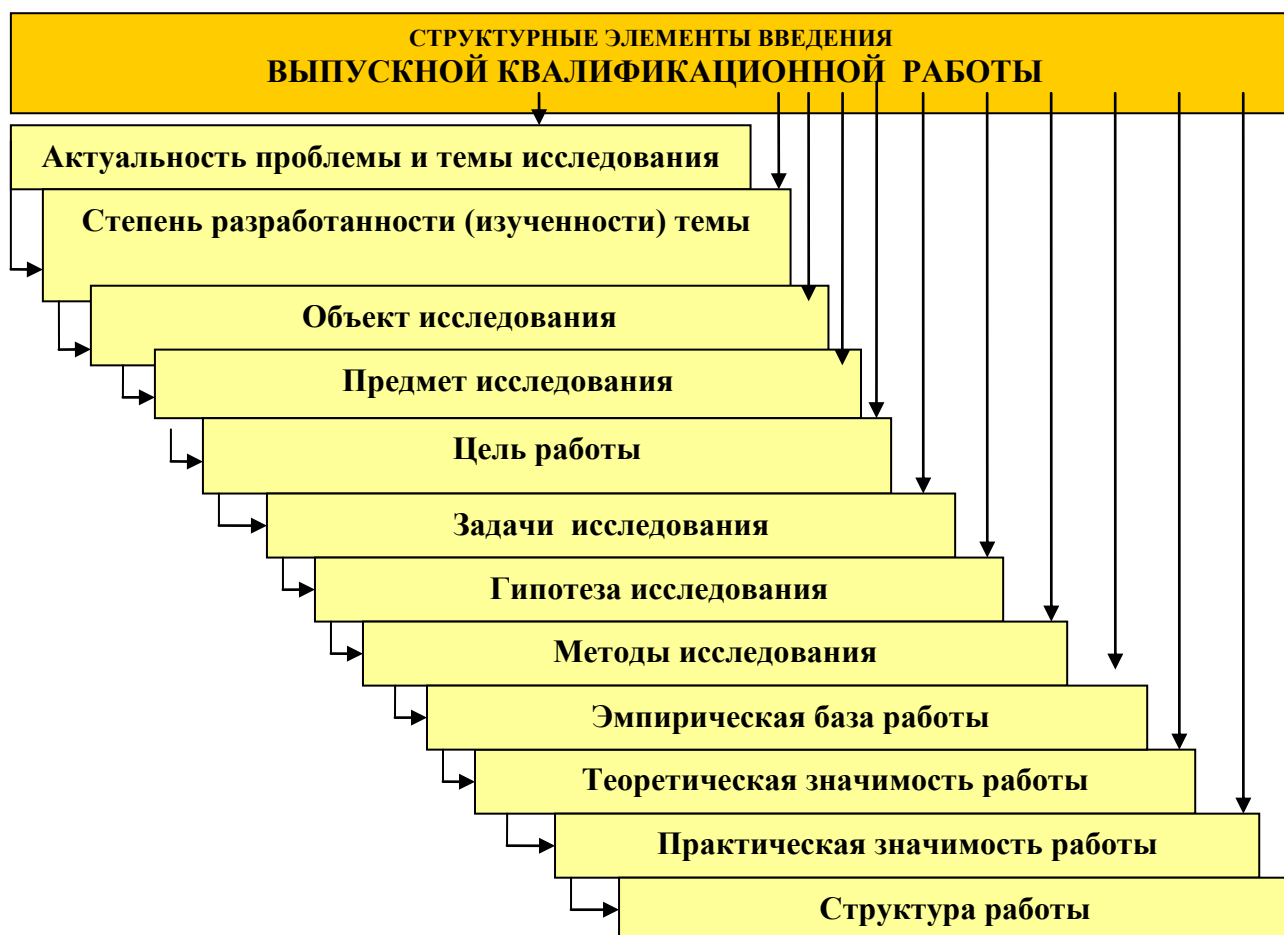 СТРУКТУРНЫЕ ЭЛЕМЕНТЫ ВВЕДЕНИЯ
ВЫПУСКНОЙ КВАЛИФИКАЦИОННОЙ РАБОТЫ
Актуальность проблемы и темы исследования
Степень разработанности (изученности) темы
Объект исследования
Предмет исследования
Цель работы
Задачи исследования
Гипотеза исследования
Методы исследования
Эмпирическая база работы
Теоретическая значимость работы
Практическая значимость работы
Структура работы